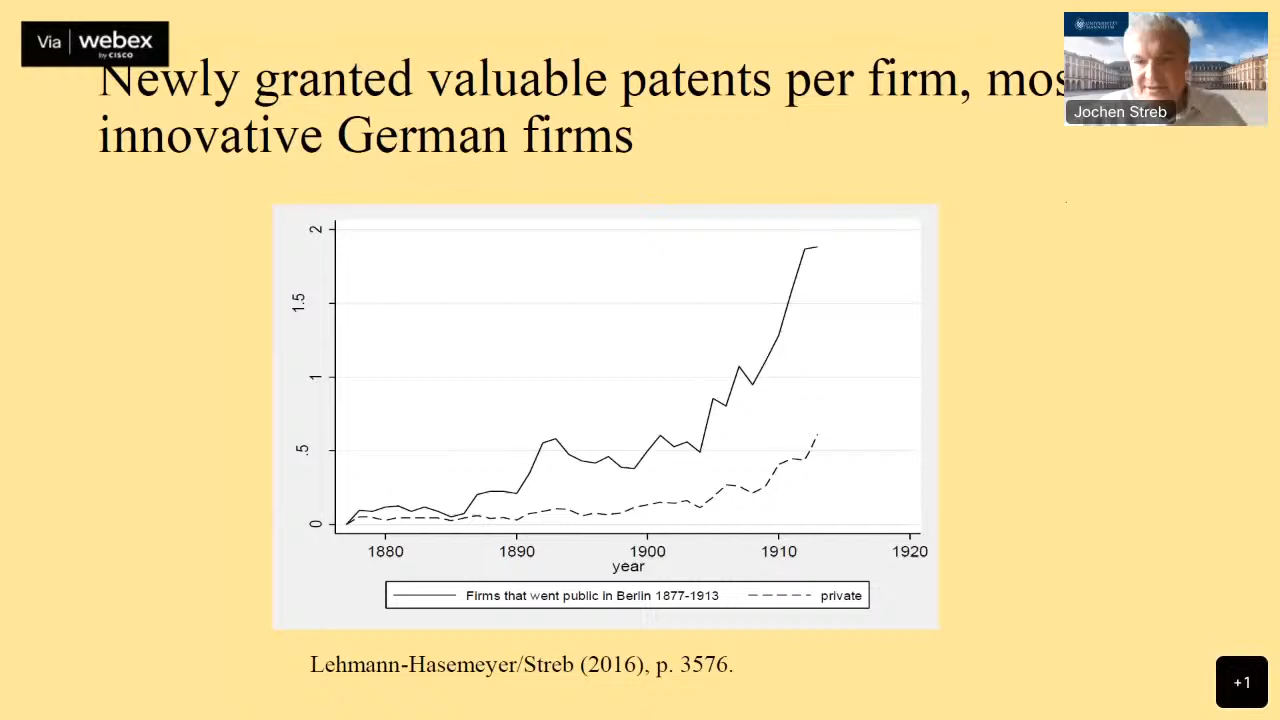 Via webex
by CISCO
Newly granted valuable patents per firm, mos
innovative German firms
UNIVERSITÄT
MANNHEIM
Jochen Streb
2
1.5
1
.5
0
1880 1890 1900 1910 1920
year
Firms that went public in Berlin 1877-1913 private
Lehmann-Hasemeyer/Streb (2016), p. 3576.
+1